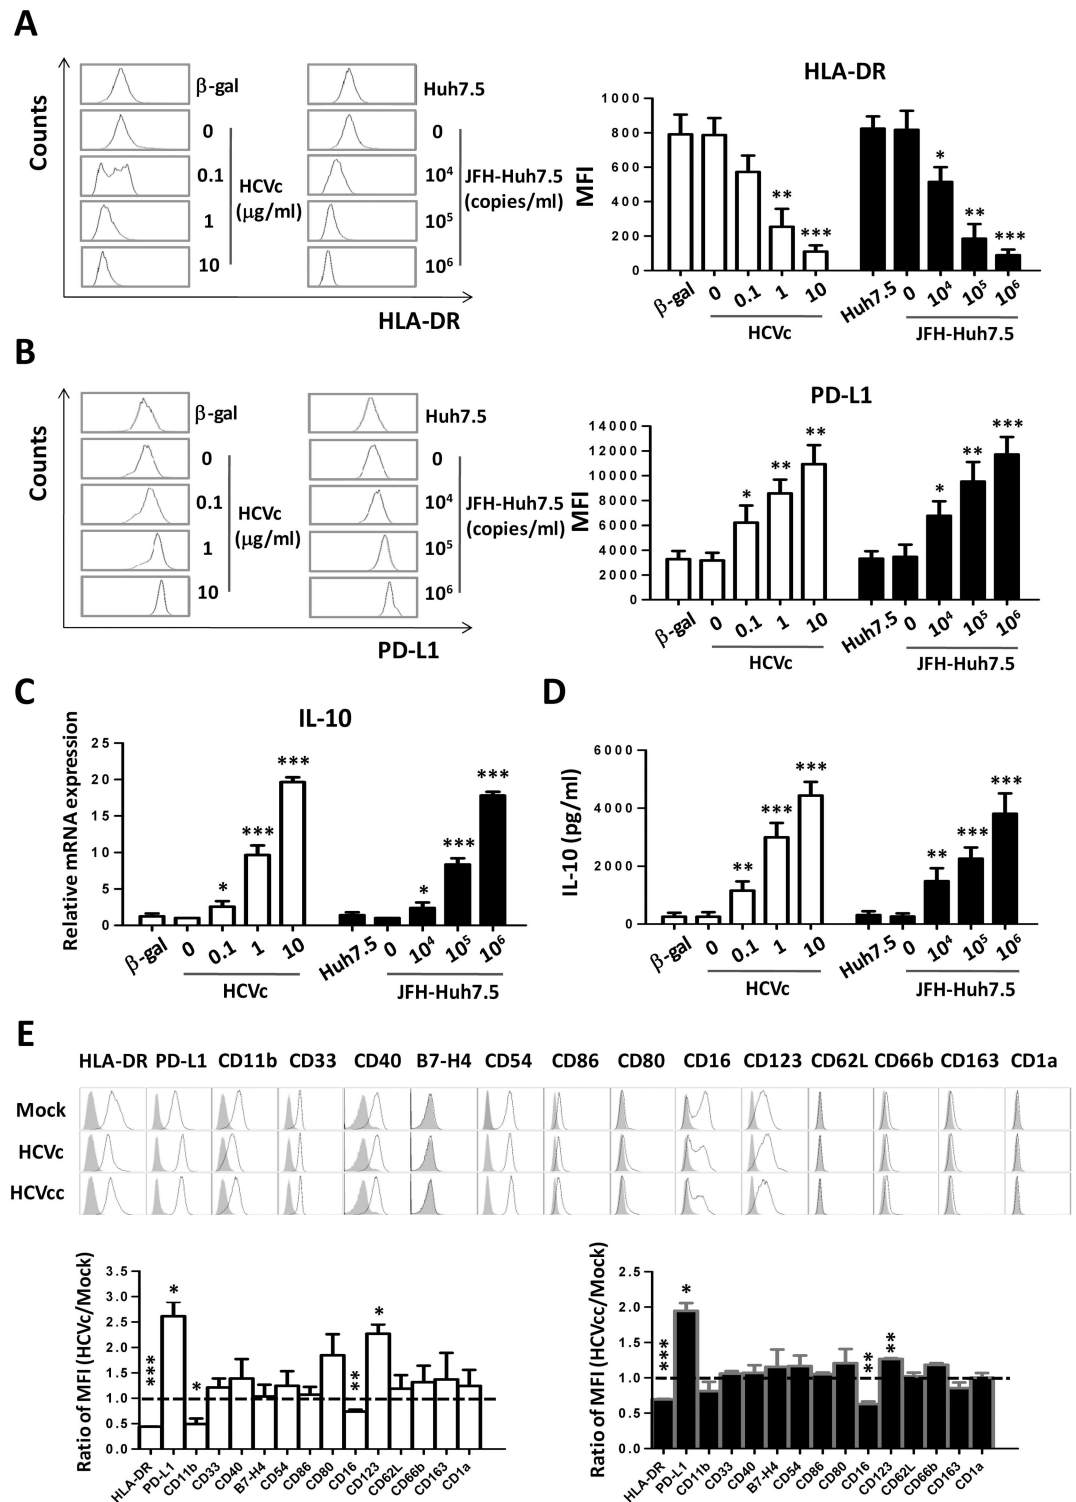 A
Counts
β-gal
0
0.1
1
10
HCVc
(μg/ml)
Huh7.5
0
10⁴
10⁵
10⁶
JFH-Huh7.5
(copies/ml)
HLA-DR
HLA-DR
MFI
1000
800
600
400
200
0
**
***
*
**
***
β-gal 0 0.1 1 10 Huh7.5 0 10⁴ 10⁵ 10⁶
HCVc JFH-Huh7.5
B
Counts
β-gal
0
0.1
1
10
HCVc
(μg/ml)
Huh7.5
0
10⁴
10⁵
10⁶
JFH-Huh7.5
(copies/ml)
PD-L1
PD-L1
MFI
14000
12000
10000
8000
6000
4000
2000
0
*
**
**
*
**
***
β-gal 0 0.1 1 10 Huh7.5 0 10⁴ 10⁵ 10⁶
HCVc JFH-Huh7.5
C
IL-10
Relative mRNA expression
25
20
15
10
5
0
*
***
***
*
***
***
β-gal 0 0.1 1 10 Huh7.5 0 10⁴ 10⁵ 10⁶
HCVc JFH-Huh7.5
D
IL-10 (pg/ml)
6000
4000
2000
0
**
***
***
**
***
***
β-gal 0 0.1 1 10 Huh7.5 0 10⁴ 10⁵ 10⁶
HCVc JFH-Huh7.5
E
HLA-DR PD-L1 CD11b CD33 CD40 B7-H4 CD54 CD86 CD80 CD16 CD123 CD62L CD66b CD163 CD1a
Mock
HCVc
HCVcc
Ratio of MFI (HCVc/Mock)
3.5
3.0
2.5
2.0
1.5
1.0
0.5
0.0
***
*
*
**
*
HLA-DR PD-L1 CD11b CD33 CD40 B7-H4 CD54 CD86 CD80 CD16 CD123 CD62L CD66b CD163 CD1a
Ratio of MFI (HCVcc/Mock)
2.5
2.0
1.5
1.0
0.5
0.0
***
*
**
**
HLA-DR PD-L1 CD11b CD33 CD40 B7-H4 CD54 CD86 CD80 CD16 CD123 CD62L CD66b CD163 CD1a